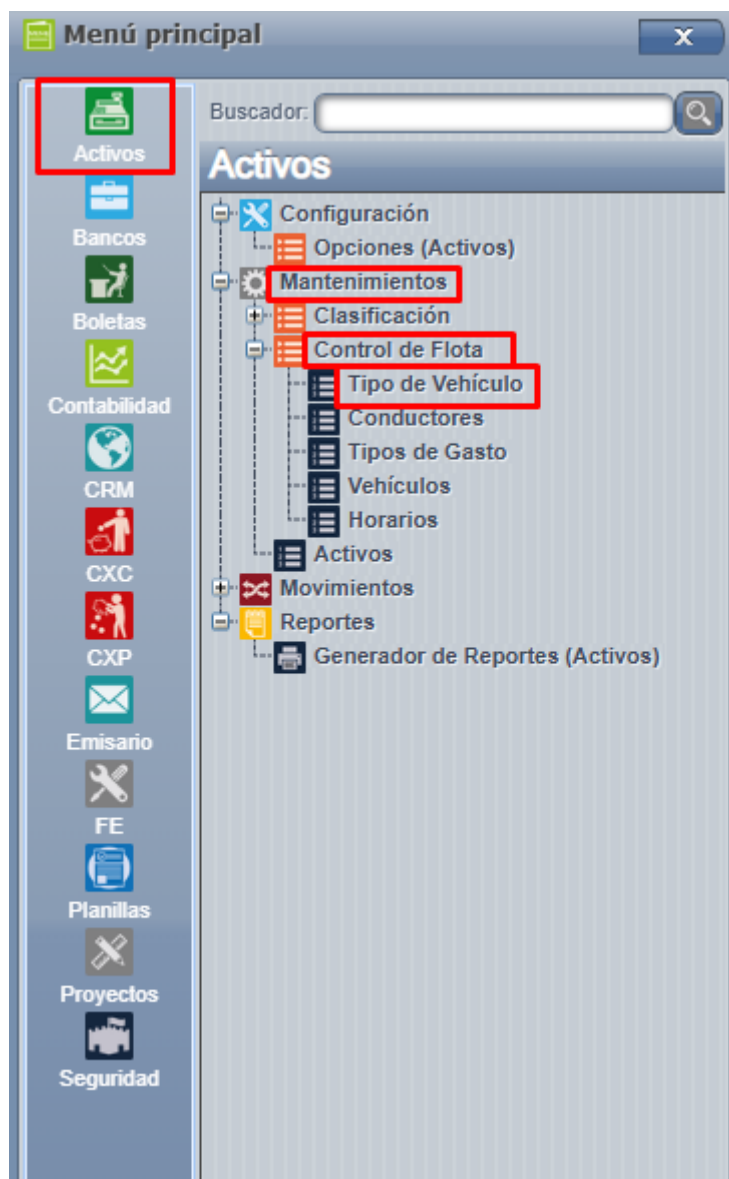 Menú principal
x
Activos
Bancos
Boletas
Contabilidad
CRM
CXC
CXP
Emisario
FE
Planillas
Proyectos
Seguridad
Buscador:
Activos
Configuración
Opciones (Activos)
Mantenimientos
Clasificación
Control de Flota
Tipo de Vehículo
Conductores
Tipos de Gasto
Vehículos
Horarios
Activos
Movimientos
Reportes
Generador de Reportes (Activos)